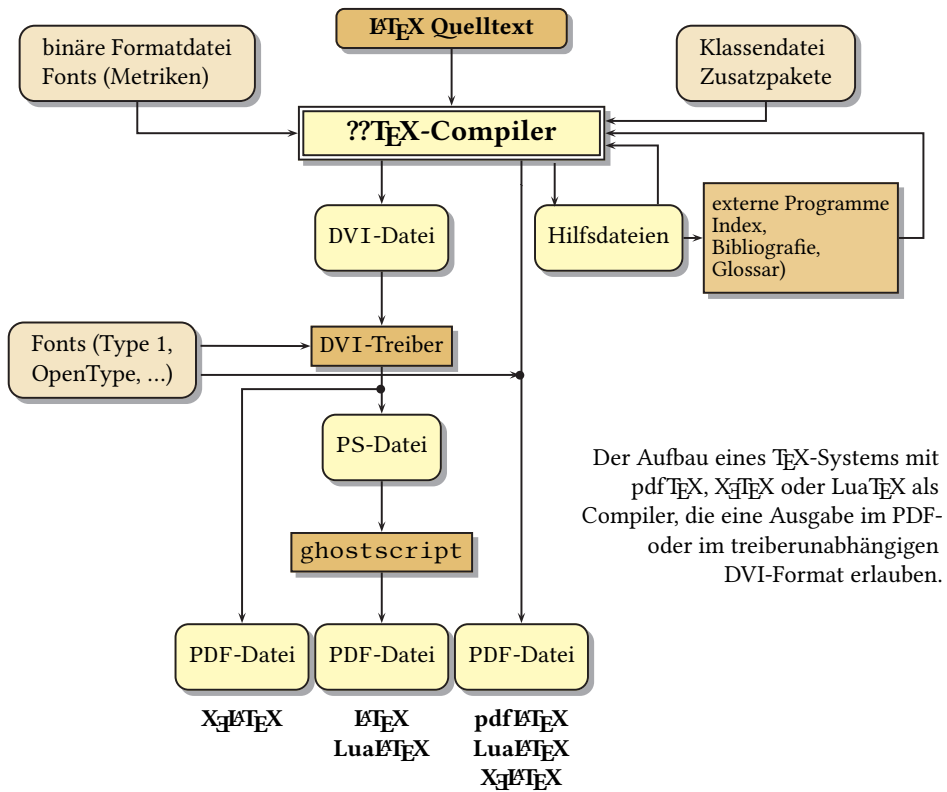 LATEX Quelltext
binäre Formatdatei
Fonts (Metriken)
Klassendatei
Zusatzpakete
??TEX-Compiler
DVI-Datei
Hilfsdateien
externe Programme
Index,
Bibliografie,
Glossar)
Fonts (Type 1,
OpenType, ...)
DVI-Treiber
PS-Datei
Der Aufbau eines TEX-Systems mit
pdfTEX, XƎTEX oder LuaTEX als
Compiler, die eine Ausgabe im PDF-
oder im treiberunabhängigen
DVI-Format erlauben.
ghostscript
PDF-Datei
PDF-Datei
PDF-Datei
XƎLATEX
LATEX
LuaLATEX
pdfLATEX
LuaLATEX
XƎLATEX